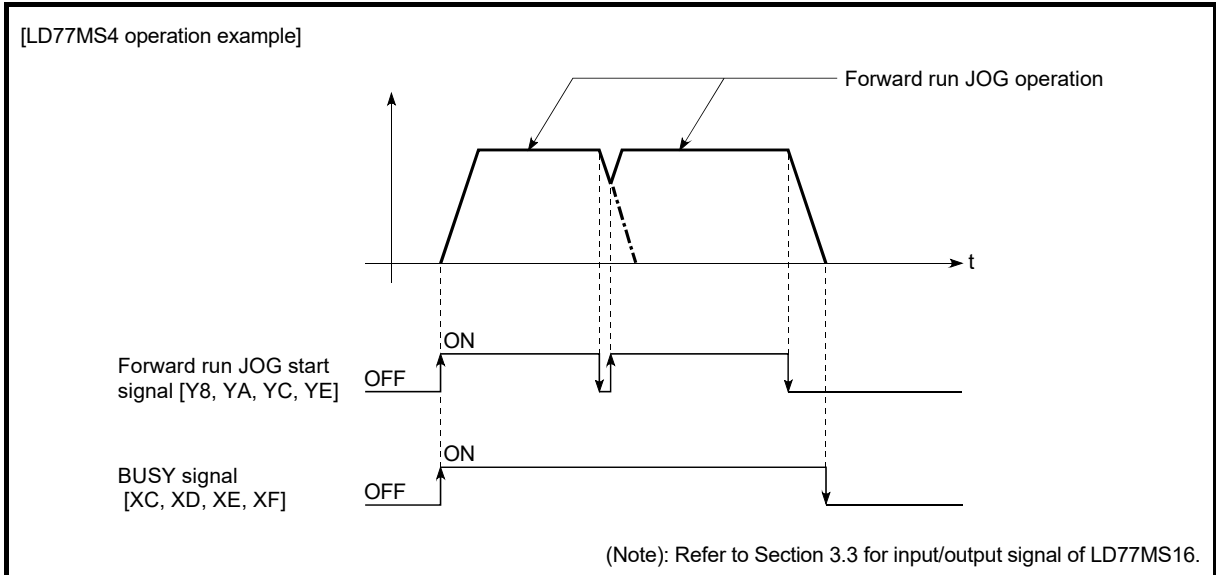 [LD77MS4 operation example]
Forward run JOG operation
t
ON
Forward run JOG start
signal [Y8, YA, YC, YE]
OFF
ON
BUSY signal
[XC, XD, XE, XF]
OFF
(Note): Refer to Section 3.3 for input/output signal of LD77MS16.